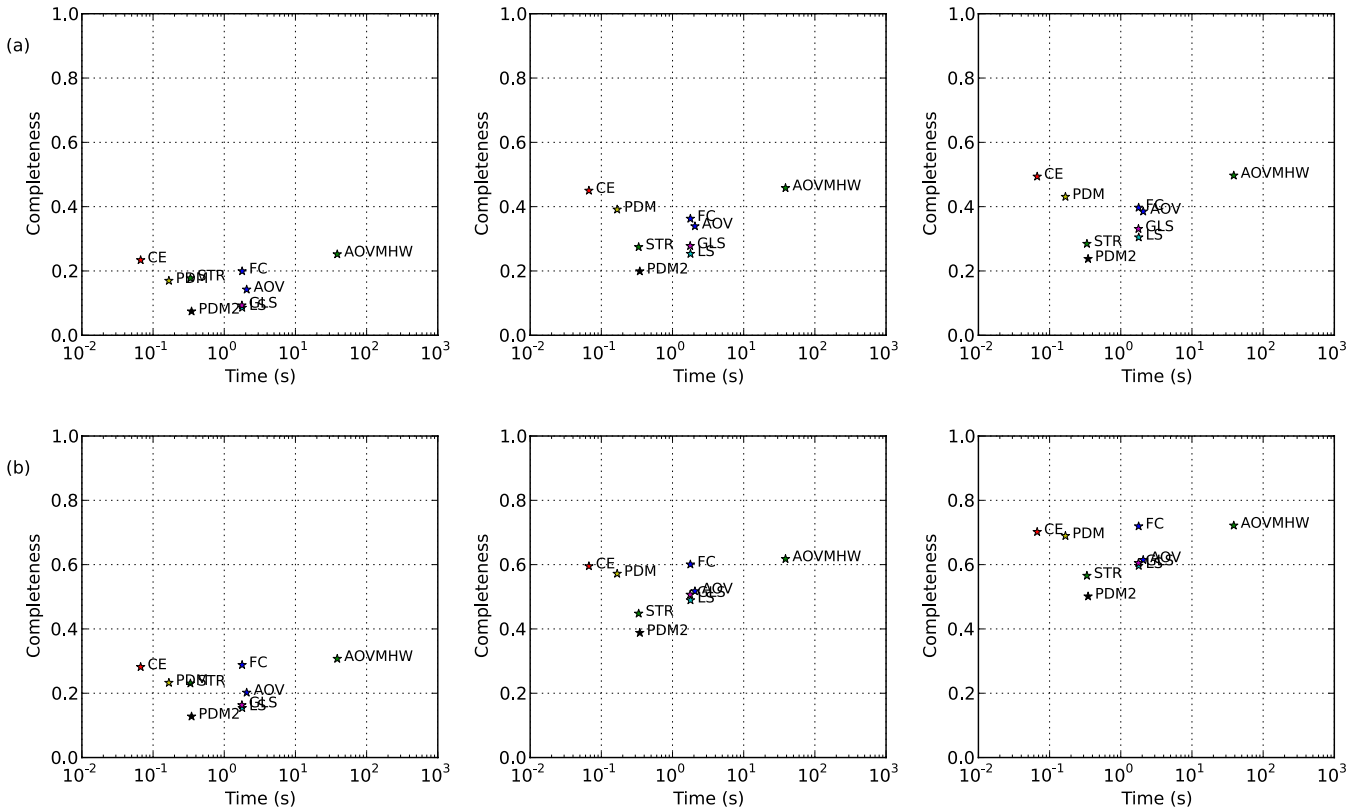 (a)
Completeness
1.0
0.8
0.6
0.4
0.2
0.0
CE
PDM
STR
PDM2
FC
AOV
GLS
LS
AOVMHW
10^-2 10^-1 10^0 10^1 10^2 10^3
Time (s)
Completeness
1.0
0.8
0.6
0.4
0.2
0.0
CE
PDM
STR
PDM2
FC
AOV
GLS
LS
AOVMHW
10^-2 10^-1 10^0 10^1 10^2 10^3
Time (s)
Completeness
1.0
0.8
0.6
0.4
0.2
0.0
CE
PDM
STR
PDM2
FC
AOV
GLS
LS
AOVMHW
10^-2 10^-1 10^0 10^1 10^2 10^3
Time (s)
(b)
Completeness
1.0
0.8
0.6
0.4
0.2
0.0
CE
PDM
STR
PDM2
FC
AOV
GLS
LS
AOVMHW
10^-2 10^-1 10^0 10^1 10^2 10^3
Time (s)
Completeness
1.0
0.8
0.6
0.4
0.2
0.0
CE
PDM
STR
PDM2
FC
AOV
GLS
LS
AOVMHW
10^-2 10^-1 10^0 10^1 10^2 10^3
Time (s)
Completeness
1.0
0.8
0.6
0.4
0.2
0.0
CE
PDM
STR
PDM2
FC
AOV
GLS
LS
AOVMHW
10^-2 10^-1 10^0 10^1 10^2 10^3
Time (s)